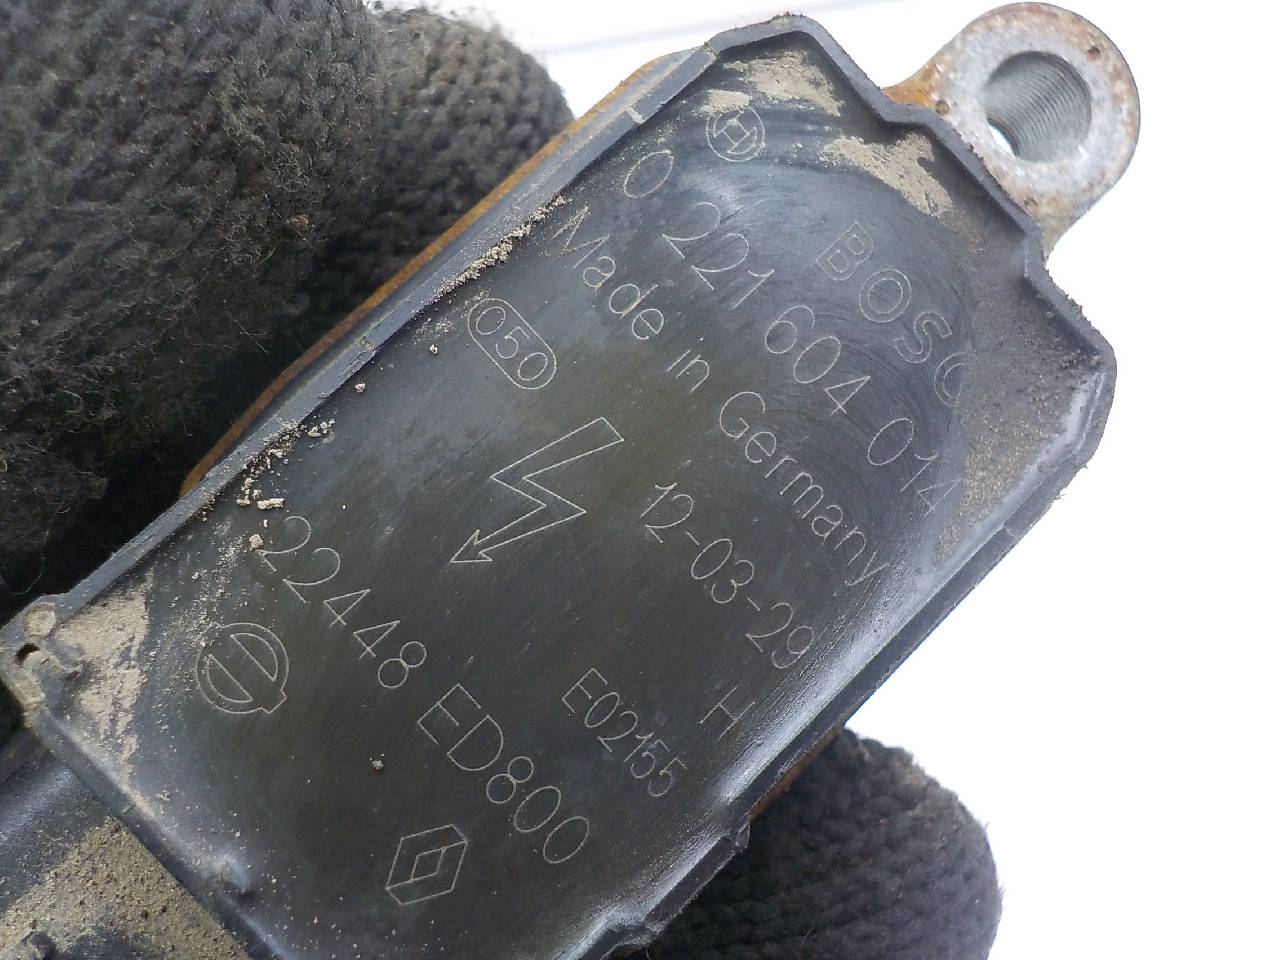 BOSC
0 221 604 014
Made in Germany
050
12-03-29
H
E02155
22448 ED800